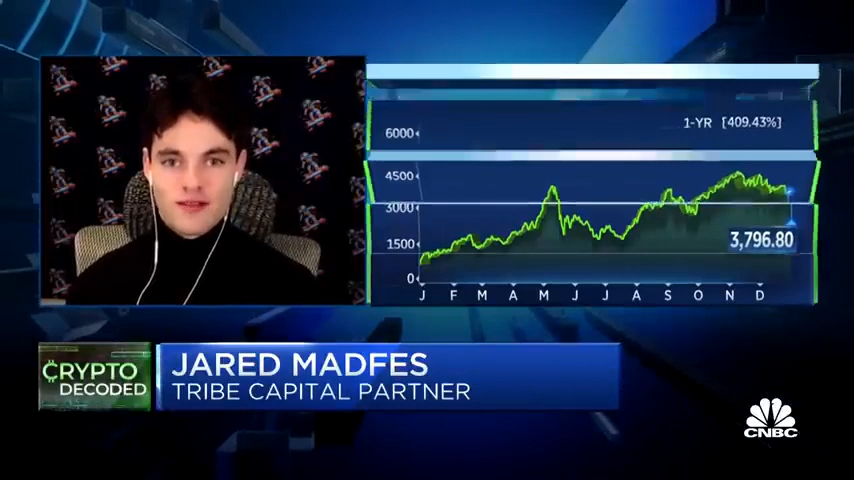 1-YR [409.43%]
6000
4500
3000
1500
0
3,796.80
J F M A M J J A S O N D
CRYPTO
DECODED
JARED MADFES
TRIBE CAPITAL PARTNER
CNBC